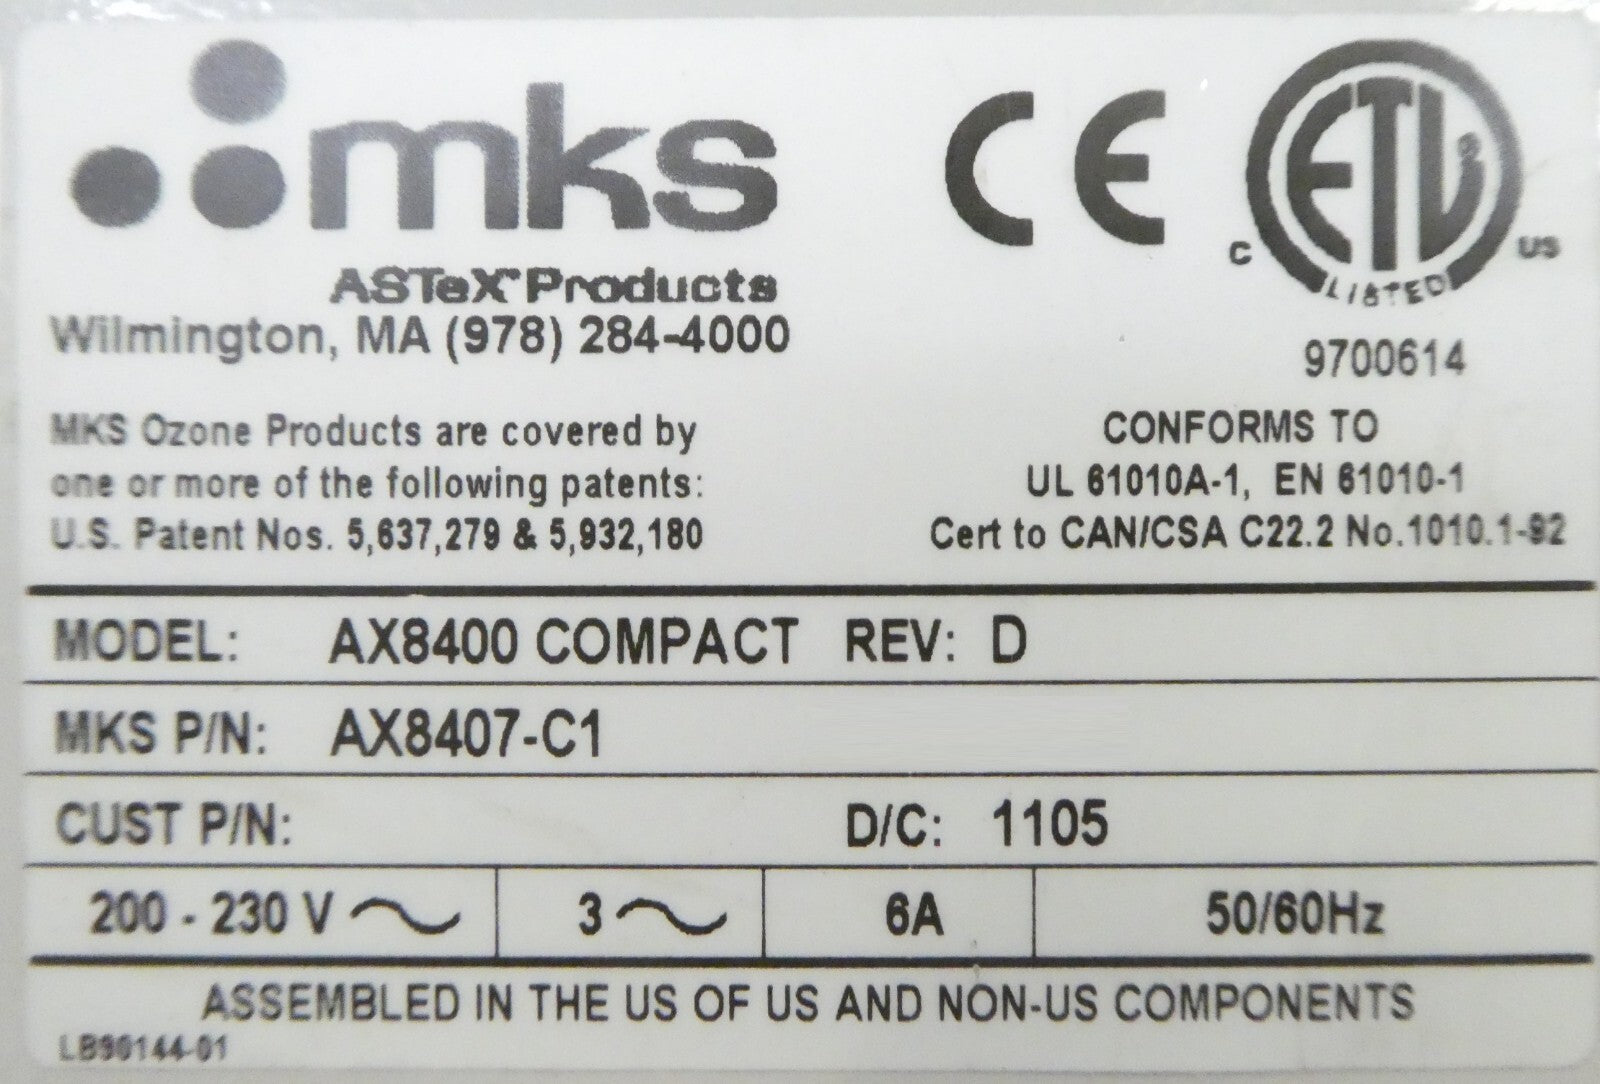 mks
ASTeX Products
Wilmington, MA (978) 284-4000
MKS Ozone Products are covered by
one or more of the following patents:
U.S. Patent Nos. 5,637,279 & 5,932,180
CE
ETL
C LISTED US
9700614
CONFORMS TO
UL 61010A-1, EN 61010-1
Cert to CAN/CSA C22.2 No.1010.1-92
MODEL: AX8400 COMPACT REV: D
MKS P/N: AX8407-C1
CUST P/N: D/C: 1105
200 - 230 V ~ 3 ~ 6A 50/60Hz
ASSEMBLED IN THE US OF US AND NON-US COMPONENTS
LB90144-01